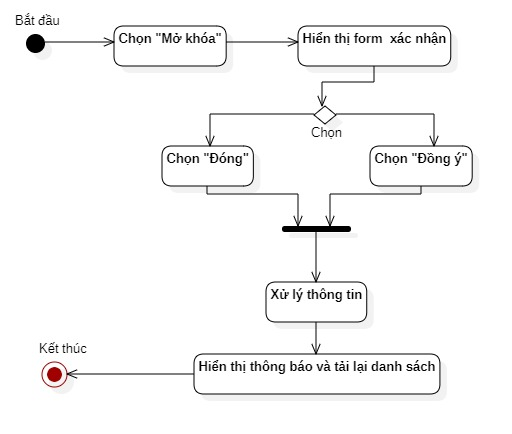 Bắt đầu
Chọn "Mở khóa"
Hiển thị form xác nhận
Chọn
Chọn "Đóng"
Chọn "Đồng ý"
Xử lý thông tin
Kết thúc
Hiển thị thông báo và tải lại danh sách